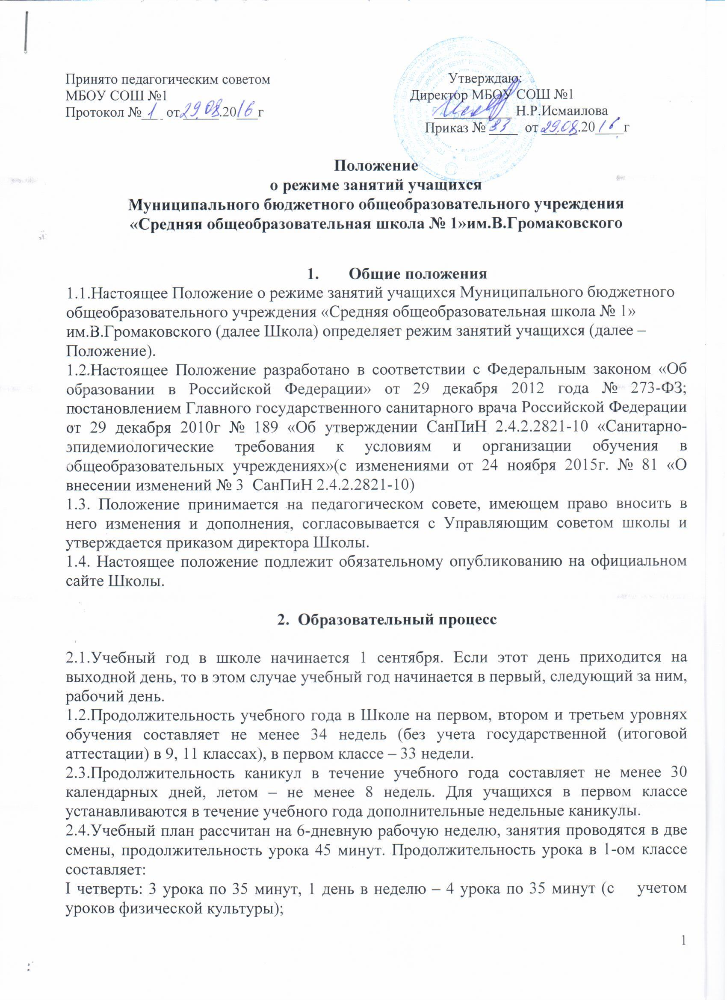 Принято педагогическим советом
МБОУ СОШ №1
Протокол № 1 от 29.08.2016 г
Утверждаю:
Директор МБОУ СОШ №1
Н.Р.Исмаилова
Приказ № от 29.08.2016 г
Положение
о режиме занятий учащихся
Муниципального бюджетного общеобразовательного учреждения
«Средняя общеобразовательная школа № 1»им.В.Громаковского
1. Общие положения
1.1.Настоящее Положение о режиме занятий учащихся Муниципального бюджетного
общеобразовательного учреждения «Средняя общеобразовательная школа № 1»
им.В.Громаковского (далее Школа) определяет режим занятий учащихся (далее –
Положение).
1.2.Настоящее Положение разработано в соответствии с Федеральным законом «Об
образовании в Российской Федерации» от 29 декабря 2012 года № 273-ФЗ;
постановлением Главного государственного санитарного врача Российской Федерации
от 29 декабря 2010г № 189 «Об утверждении СанПиН 2.4.2.2821-10 «Санитарно-
эпидемиологические требования к условиям и организации обучения в
общеобразовательных учреждениях»(с изменениями от 24 ноября 2015г. № 81 «О
внесении изменений № 3 СанПиН 2.4.2.2821-10)
1.3. Положение принимается на педагогическом совете, имеющем право вносить в
него изменения и дополнения, согласовывается с Управляющим советом школы и
утверждается приказом директора Школы.
1.4. Настоящее положение подлежит обязательному опубликованию на официальном
сайте Школы.
2. Образовательный процесс
2.1.Учебный год в школе начинается 1 сентября. Если этот день приходится на
выходной день, то в этом случае учебный год начинается в первый, следующий за ним,
рабочий день.
1.2.Продолжительность учебного года в Школе на первом, втором и третьем уровнях
обучения составляет не менее 34 недель (без учета государственной (итоговой
аттестации) в 9, 11 классах), в первом классе – 33 недели.
2.3.Продолжительность каникул в течение учебного года составляет не менее 30
календарных дней, летом – не менее 8 недель. Для учащихся в первом классе
устанавливаются в течение учебного года дополнительные недельные каникулы.
2.4.Учебный план рассчитан на 6-дневную рабочую неделю, занятия проводятся в две
смены, продолжительность урока 45 минут. Продолжительность урока в 1-ом классе
составляет:
I четверть: 3 урока по 35 минут, 1 день в неделю – 4 урока по 35 минут (с учетом
уроков физической культуры);
1